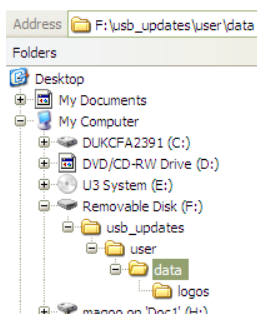 Address F:\usb_updates\user\data
Folders
Desktop
My Documents
My Computer
DUKCFA2391 (C:)
DVD/CD-RW Drive (D:)
U3 System (E:)
Removable Disk (F:)
usb_updates
user
data
logos
magoo on 'Doc1' (H:)